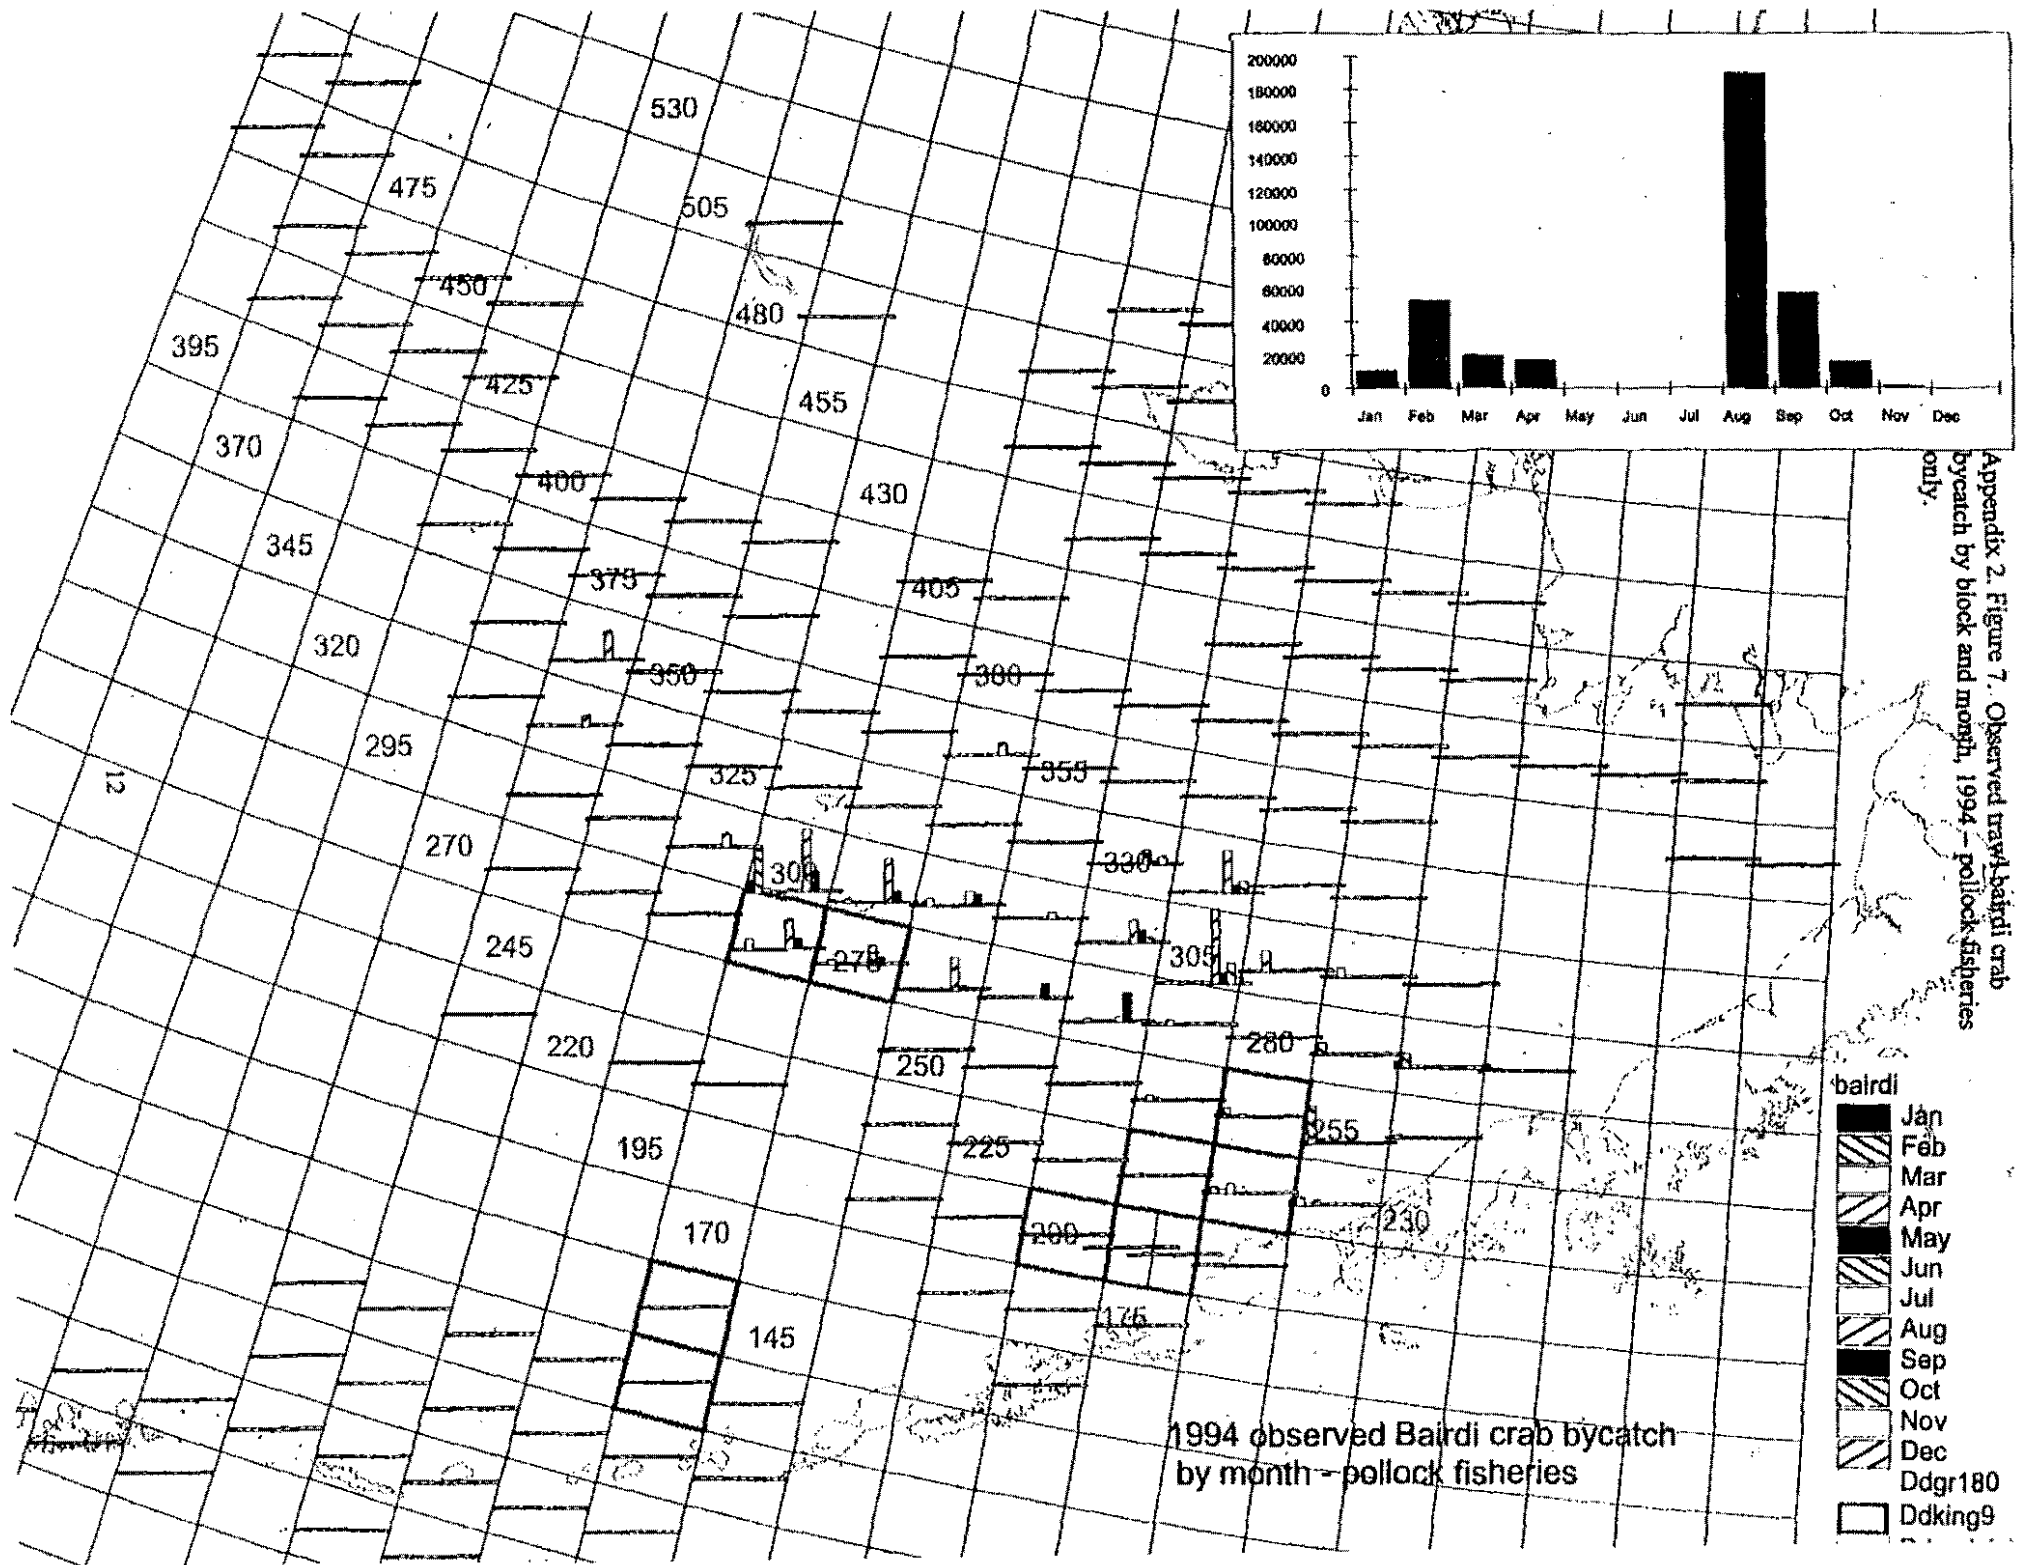 530
475
505
450
480
395
425
455
370
400
430
345
375
405
320
350
380
295
325
355
12
270
300
330
245
275
305
220
250
280
195
225
255
170
200
230
145
175
200000
180000
160000
140000
120000
100000
80000
60000
40000
20000
0
Jan Feb Mar Apr May Jun Jul Aug Sep Oct Nov Dec
Appendix 2. Figure 7. Observed trawl bairdi crab
bycatch by block and month, 1994 - pollock fisheries
only.
1994 observed Bairdi crab bycatch
by month - pollock fisheries
bairdi
Jan
Feb
Mar
Apr
May
Jun
Jul
Aug
Sep
Oct
Nov
Dec
Ddgr180
Ddking9